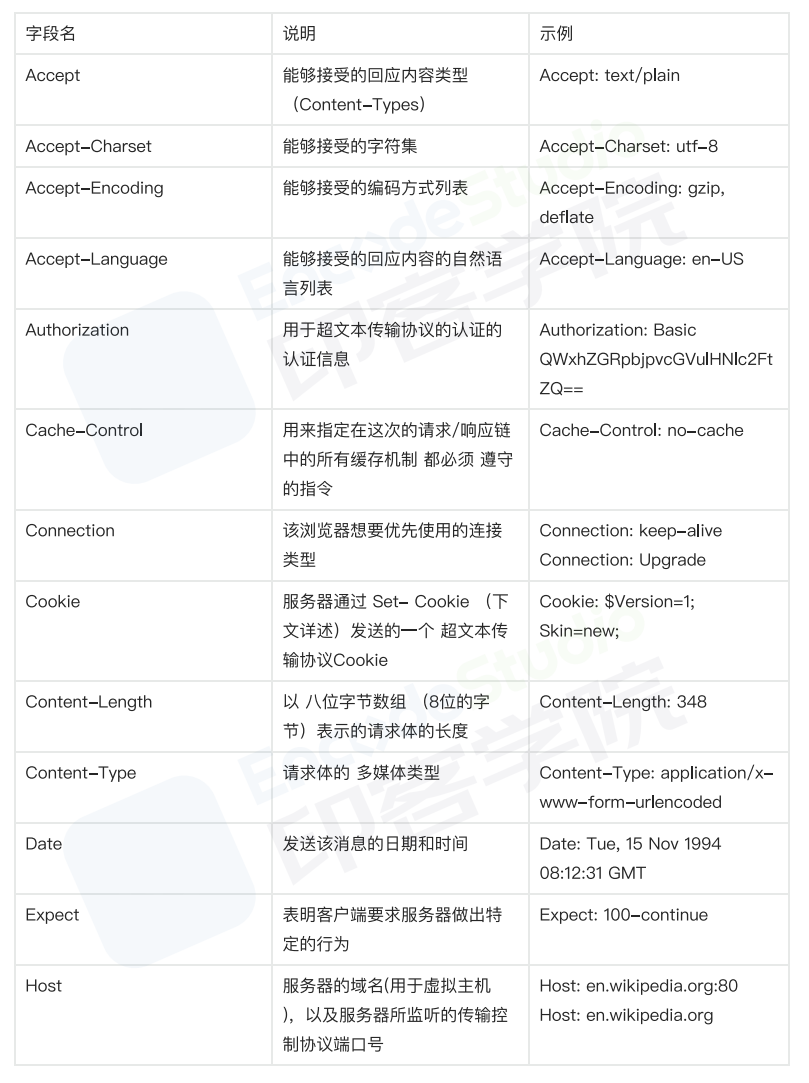 字段名 说明 示例
Accept 能够接受的回应内容类型 Accept: text/plain
（Content-Types）
Accept-Charset 能够接受的字符集 Accept-Charset: utf-8
Accept-Encoding 能够接受的编码方式列表 Accept-Encoding: gzip,
deflate
Accept-Language 能够接受的回应内容的自然语 Accept-Language: en-US
言列表
Authorization 用于超文本传输协议的认证的 Authorization: Basic
认证信息 QWxhZGRpbjpvcGVuIHNlc2Ft
ZQ==
Cache-Control 用来指定在这次的请求/响应链 Cache-Control: no-cache
中的所有缓存机制 都必须 遵守
的指令
Connection 该浏览器想要优先使用的连接 Connection: keep-alive
类型 Connection: Upgrade
Cookie 服务器通过 Set- Cookie （下 Cookie: $Version=1;
文详述）发送的一个 超文本传 Skin=new;
输协议Cookie
Content-Length 以 八位字节数组 （8位的字 Content-Length: 348
节）表示的请求体的长度
Content-Type 请求体的 多媒体类型 Content-Type: application/x-
www-form-urlencoded
Date 发送该消息的日期和时间 Date: Tue, 15 Nov 1994
08:12:31 GMT
Expect 表明客户端要求服务器做出特 Expect: 100-continue
定的行为
Host 服务器的域名(用于虚拟主机 Host: en.wikipedia.org:80
)，以及服务器所监听的传输控 Host: en.wikipedia.org
制协议端口号
EncodeStudio
印客学院
EncodeStudio
印客学院